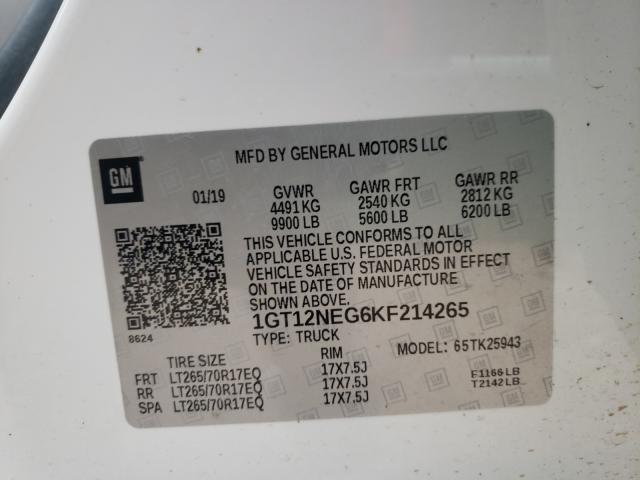 GM
MFD BY GENERAL MOTORS LLC
01/19 GVWR GAWR FRT GAWR RR
4491 KG 2540 KG 2812 KG
9900 LB 5600 LB 6200 LB
THIS VEHICLE CONFORMS TO ALL
APPLICABLE U.S. FEDERAL MOTOR
VEHICLE SAFETY STANDARDS IN EFFECT
ON THE DATE OF MANUFACTURE
SHOWN ABOVE.
8624
1GT12NEG6KF214265
TYPE: TRUCK MODEL: 65TK25943
TIRE SIZE RIM
FRT LT265/70R17EQ 17X7.5J F1166 LB
RR LT265/70R17EQ 17X7.5J T2142 LB
SPA LT265/70R17EQ 17X7.5J